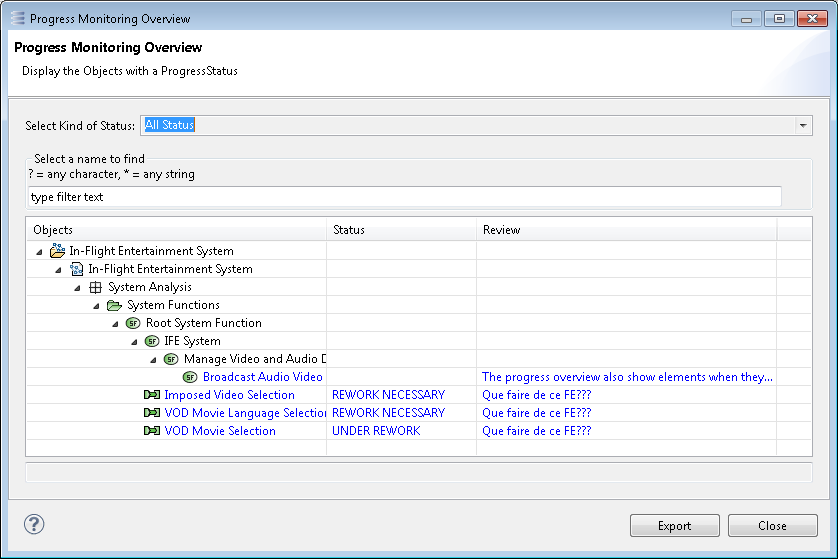 Progress Monitoring Overview
Progress Monitoring Overview
Display the Objects with a ProgressStatus
Select Kind of Status: All Status
Select a name to find
? = any character, * = any string
type filter text
Objects Status Review
In-Flight Entertainment System
In-Flight Entertainment System
System Analysis
System Functions
SF Root System Function
SF IFE System
SF Manage Video and Audio D
SF Broadcast Audio Video The progress overview also show elements when they...
Imposed Video Selection REWORK NECESSARY Que faire de ce FE???
VOD Movie Language Selection REWORK NECESSARY Que faire de ce FE???
VOD Movie Selection UNDER REWORK Que faire de ce FE???
? Export Close